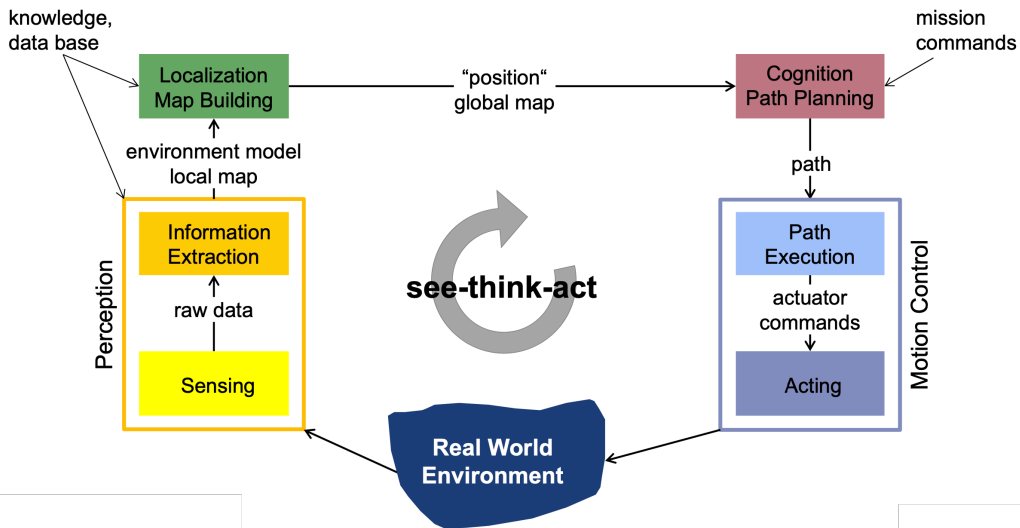 knowledge,
data base
Localization
Map Building
“position“
global map
Cognition
Path Planning
mission
commands
environment model
local map
path
Perception
Information
Extraction
raw data
Sensing
see-think-act
Path
Execution
actuator
commands
Acting
Motion Control
Real World
Environment